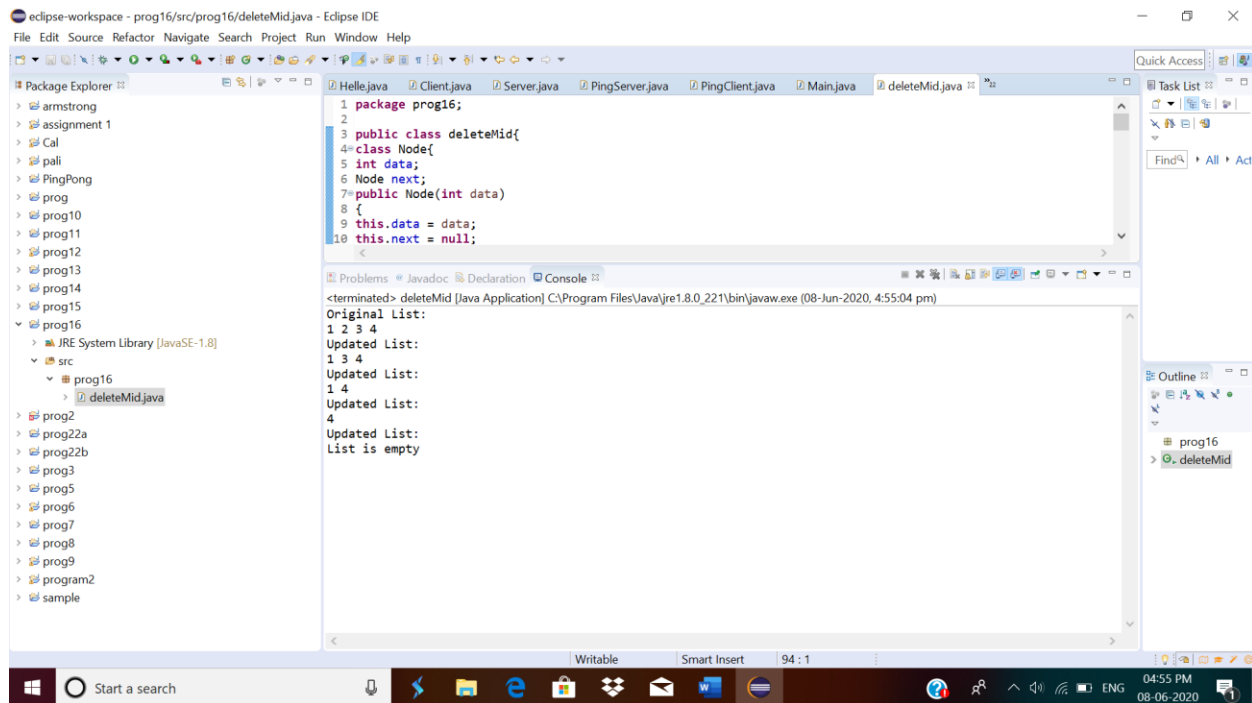 eclipse-workspace - prog16/src/prog16/deleteMid.java - Eclipse IDE
File Edit Source Refactor Navigate Search Project Run Window Help
Quick Access
Package Explorer
armstrong
assignment 1
Cal
pali
PingPong
prog
prog10
prog11
prog12
prog13
prog14
prog15
prog16
JRE System Library [JavaSE-1.8]
src
prog16
deleteMid.java
prog2
prog22a
prog22b
prog3
prog5
prog6
prog7
prog8
prog9
program2
sample
Helle.java Client.java Server.java PingServer.java PingClient.java Main.java deleteMid.java
1 package prog16;
2
3 public class deleteMid{
4 class Node{
5 int data;
6 Node next;
7 public Node(int data)
8 {
9 this.data = data;
10 this.next = null;
Problems Javadoc Declaration Console
<terminated> deleteMid [Java Application] C:\Program Files\Java\jre1.8.0_221\bin\javaw.exe (08-Jun-2020, 4:55:04 pm)
Original List:
1 2 3 4
Updated List:
1 3 4
Updated List:
1 4
Updated List:
4
Updated List:
List is empty
Task List
Find All Act
Outline
prog16
deleteMid
Writable Smart Insert 94 : 1
Start a search
ENG
04:55 PM
08-06-2020